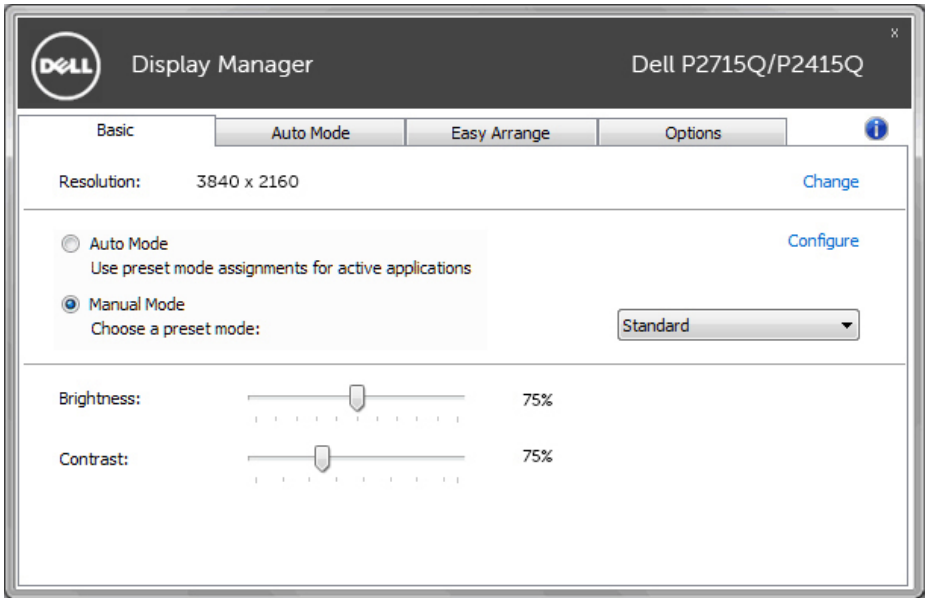 DELL
Display Manager
Dell P2715Q/P2415Q
x
Basic
Auto Mode
Easy Arrange
Options
i
Resolution:
3840 x 2160
Change
Auto Mode
Configure
Use preset mode assignments for active applications
Manual Mode
Choose a preset mode:
Standard
Brightness:
75%
Contrast:
75%